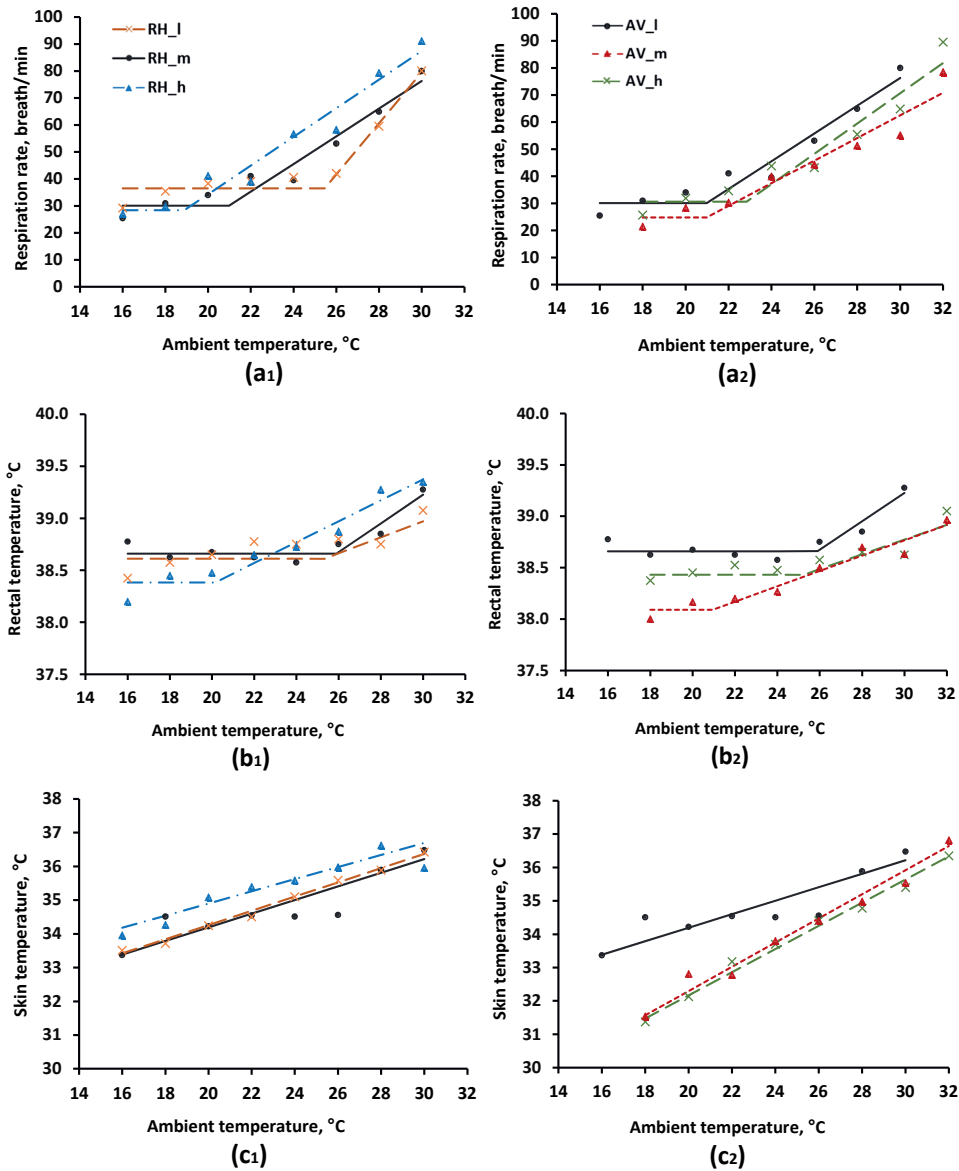 Respiration rate, breath/min
100
90
80
70
60
50
40
30
20
10
0
RH_l
RH_m
RH_h
14 16 18 20 22 24 26 28 30 32
Ambient temperature, °C
(a1)
Respiration rate, breath/min
100
90
80
70
60
50
40
30
20
10
0
AV_l
AV_m
AV_h
14 16 18 20 22 24 26 28 30 32
Ambient temperature, °C
(a2)
Rectal temperature, °C
40.0
39.5
39.0
38.5
38.0
37.5
14 16 18 20 22 24 26 28 30 32
Ambient temperature, °C
(b1)
Rectal temperature, °C
40.0
39.5
39.0
38.5
38.0
37.5
14 16 18 20 22 24 26 28 30 32
Ambient temperature, °C
(b2)
Skin temperature, °C
38
37
36
35
34
33
32
31
30
14 16 18 20 22 24 26 28 30 32
Ambient temperature, °C
(c1)
Skin temperature, °C
38
37
36
35
34
33
32
31
30
14 16 18 20 22 24 26 28 30 32
Ambient temperature, °C
(c2)